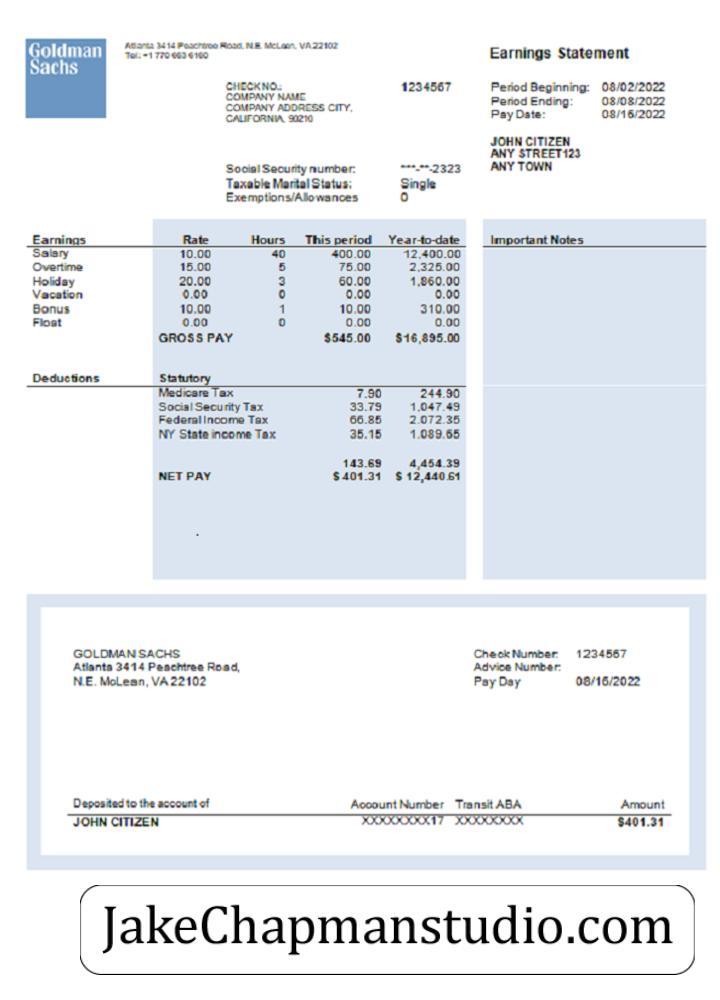 Goldman
Sachs
Atlanta 3414 Peachtree Road, N.E. McLean, VA 22102
Tel.: +1 770 663 6160
Earnings Statement
CHECK NO.: 1234567
COMPANY NAME
COMPANY ADDRESS CITY,
CALIFORNIA, 90210
Period Beginning: 08/02/2022
Period Ending: 08/08/2022
Pay Date: 08/16/2022
JOHN CITIZEN
ANY STREET123
ANY TOWN
Social Security number: ***-**-2323
Taxable Marital Status: Single
Exemptions/Allowances 0
Earnings Rate Hours This period Year-to-date Important Notes
Salary 10.00 40 400.00 12,400.00
Overtime 15.00 5 75.00 2,325.00
Holiday 20.00 3 60.00 1,860.00
Vacation 0.00 0 0.00 0.00
Bonus 10.00 1 10.00 310.00
Float 0.00 0 0.00 0.00
GROSS PAY $545.00 $16,895.00
Deductions Statutory
Medicare Tax 7.90 244.90
Social Security Tax 33.79 1,047.49
Federal Income Tax 66.85 2.072.35
NY State income Tax 35.15 1.089.65
143.69 4,454.39
NET PAY $ 401.31 $ 12,440.61
GOLDMAN SACHS
Atlanta 3414 Peachtree Road,
N.E. McLean, VA 22102
Check Number: 1234567
Advice Number:
Pay Day 08/16/2022
Deposited to the account of Account Number Transit ABA Amount
JOHN CITIZEN XXXXXXXX17 XXXXXXXX $401.31
JakeChapmanstudio.com